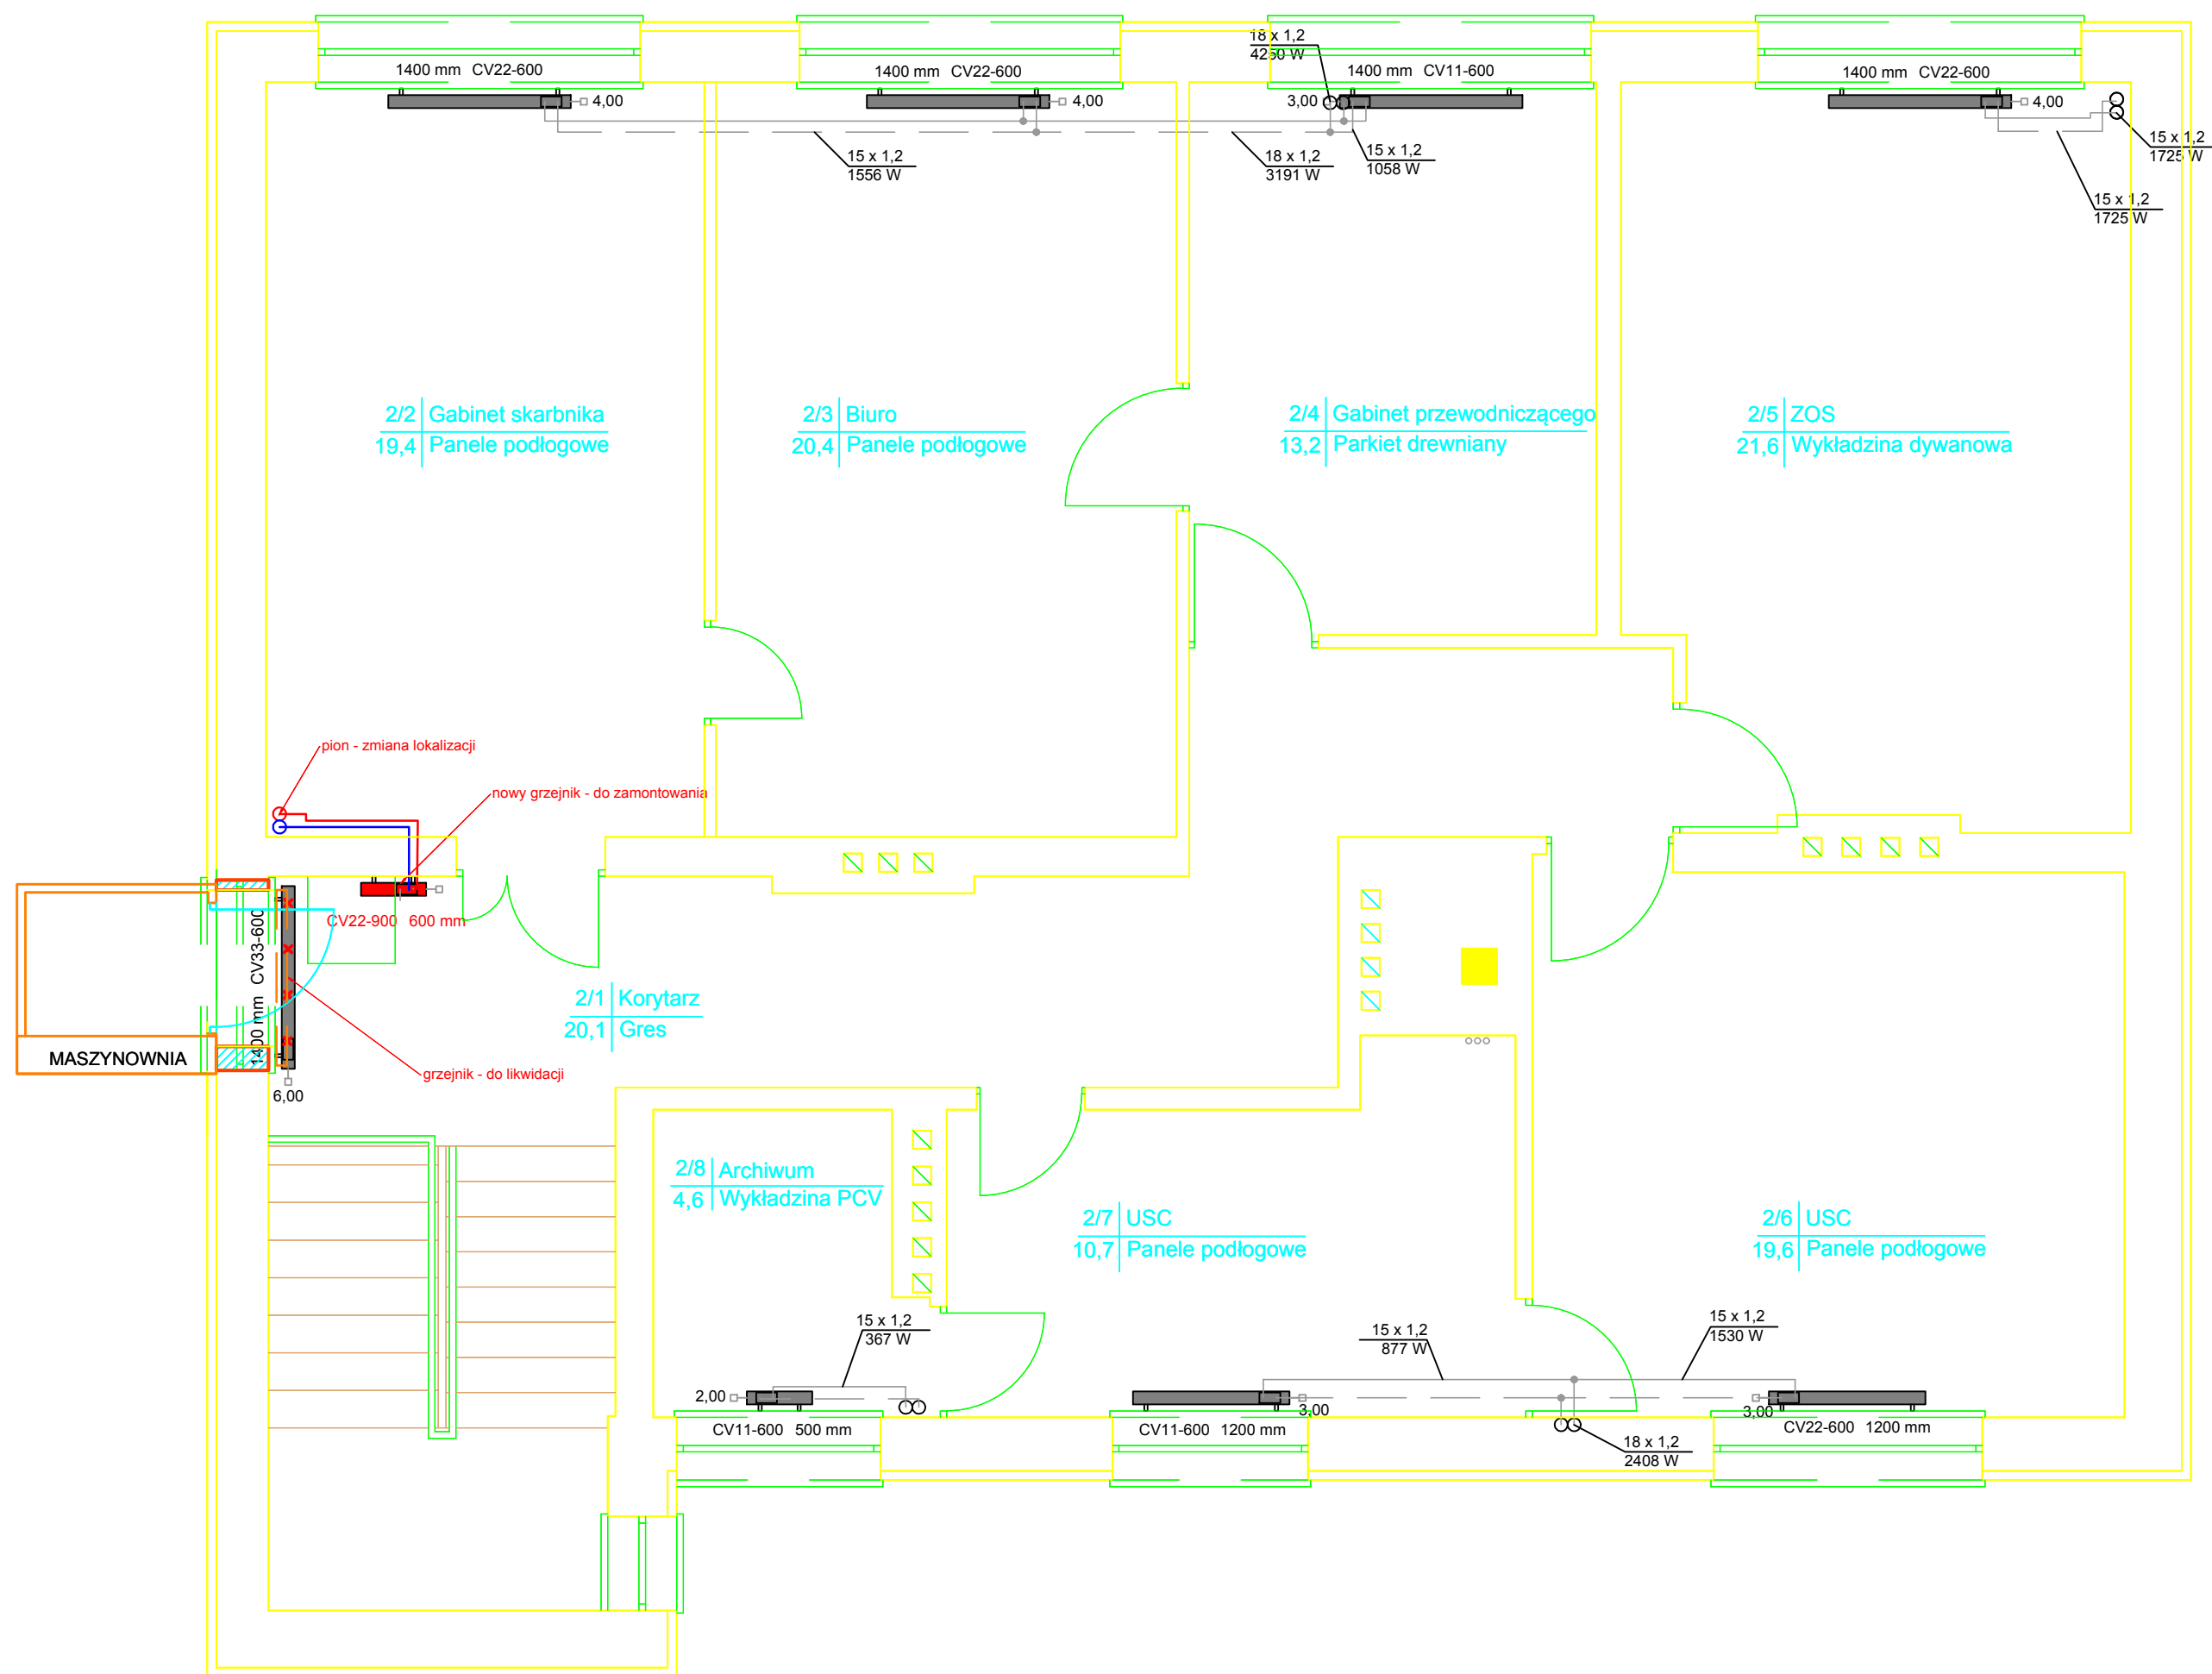 18 x 1,2
4250 W
1400 mm CV22-600
1400 mm CV22-600
1400 mm CV11-600
1400 mm CV22-600
4,00
4,00
3,00
4,00
15 x 1,2
1556 W
18 x 1,2
3191 W
15 x 1,2
1058 W
15 x 1,2
1725 W
15 x 1,2
1725 W
2/2 Gabinet skarbnika
19,4 Panele podłogowe
2/3 Biuro
20,4 Panele podłogowe
2/4 Gabinet przewodniczącego
13,2 Parkiet drewniany
2/5 ZOS
21,6 Wykładzina dywanowa
pion - zmiana lokalizacji
nowy grzejnik - do zamontowania
CV22-900 600 mm
1400 mm CV33-600
2/1 Korytarz
20,1 Gres
MASZYNOWNIA
grzejnik - do likwidacji
6,00
2/8 Archiwum
4,6 Wykładzina PCV
2/7 USC
10,7 Panele podłogowe
2/6 USC
19,6 Panele podłogowe
15 x 1,2
367 W
15 x 1,2
877 W
15 x 1,2
1530 W
2,00
3,00
3,00
CV11-600 500 mm
CV11-600 1200 mm
CV22-600 1200 mm
18 x 1,2
2408 W